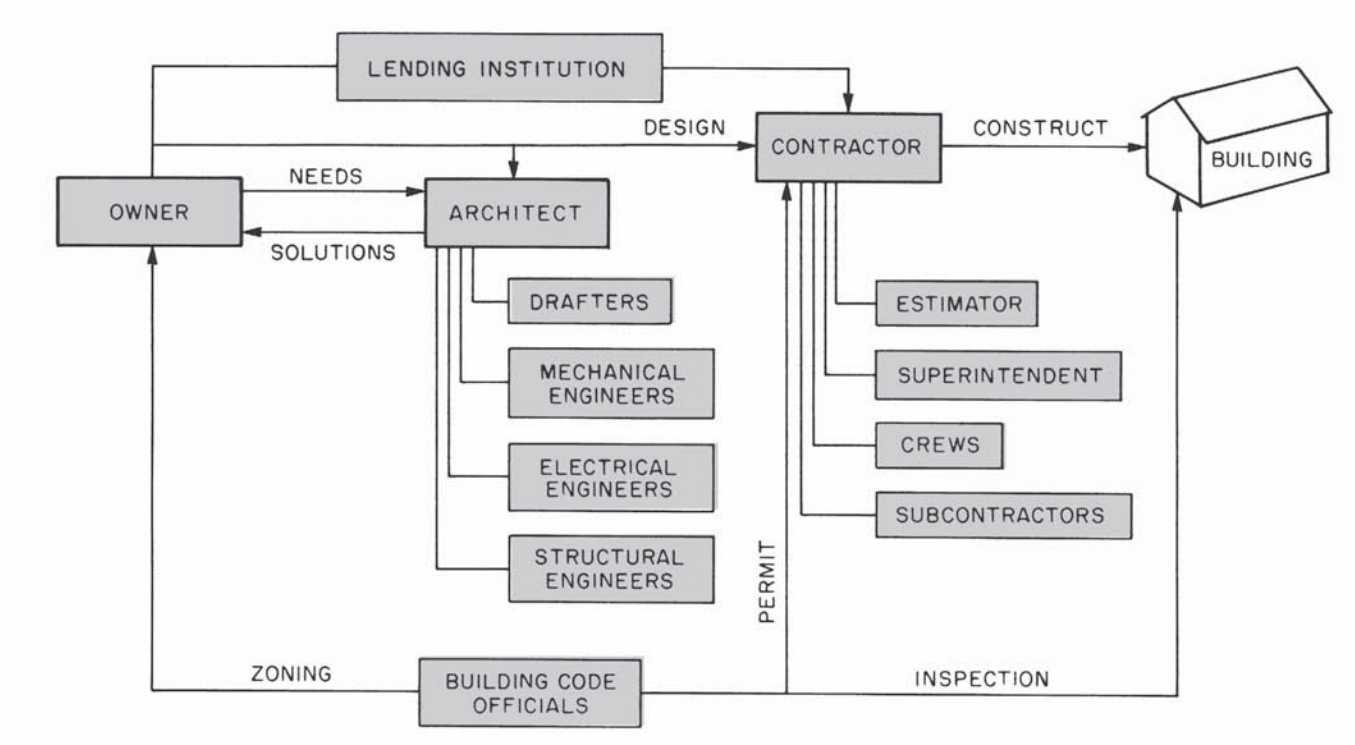 LENDING INSTITUTION
DESIGN
CONTRACTOR
CONSTRUCT
BUILDING
NEEDS
OWNER
ARCHITECT
SOLUTIONS
DRAFTERS
ESTIMATOR
MECHANICAL
ENGINEERS
SUPERINTENDENT
CREWS
ELECTRICAL
ENGINEERS
SUBCONTRACTORS
STRUCTURAL
ENGINEERS
PERMIT
ZONING
BUILDING CODE
OFFICIALS
INSPECTION